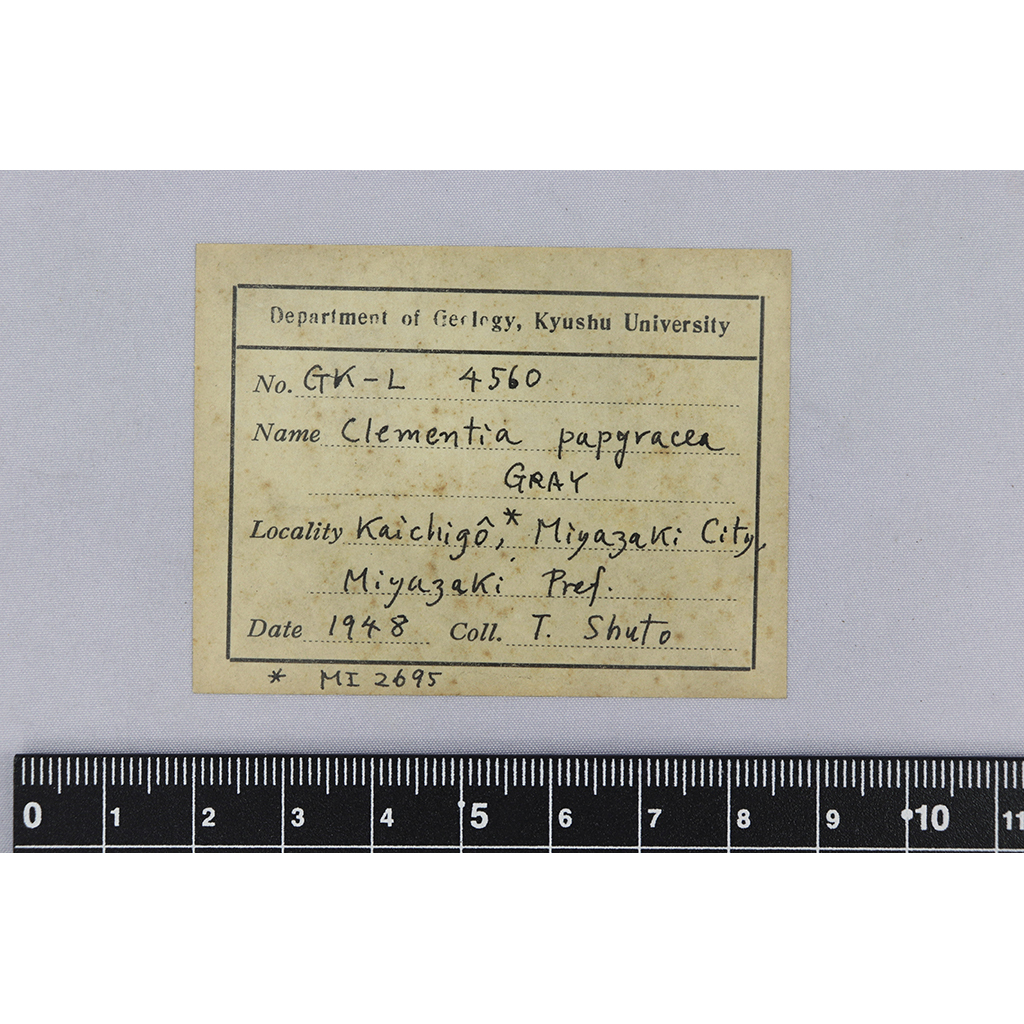 Department of Geology, Kyushu University
No. GK-L 4560
Name Clementia papyracea
GRAY
Locality Kaichigô,* Miyazaki City,
Miyazaki Pref.
Date 1948 Coll. T. Shuto
* MI 2695
0 1 2 3 4 5 6 7 8 9 10 11